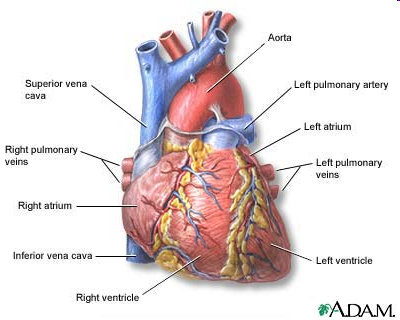 Aorta
Superior vena
cava
Left pulmonary artery
Left atrium
Right pulmonary
veins
Left pulmonary
veins
Right atrium
Inferior vena cava
Left ventricle
Right ventricle
ADAM.